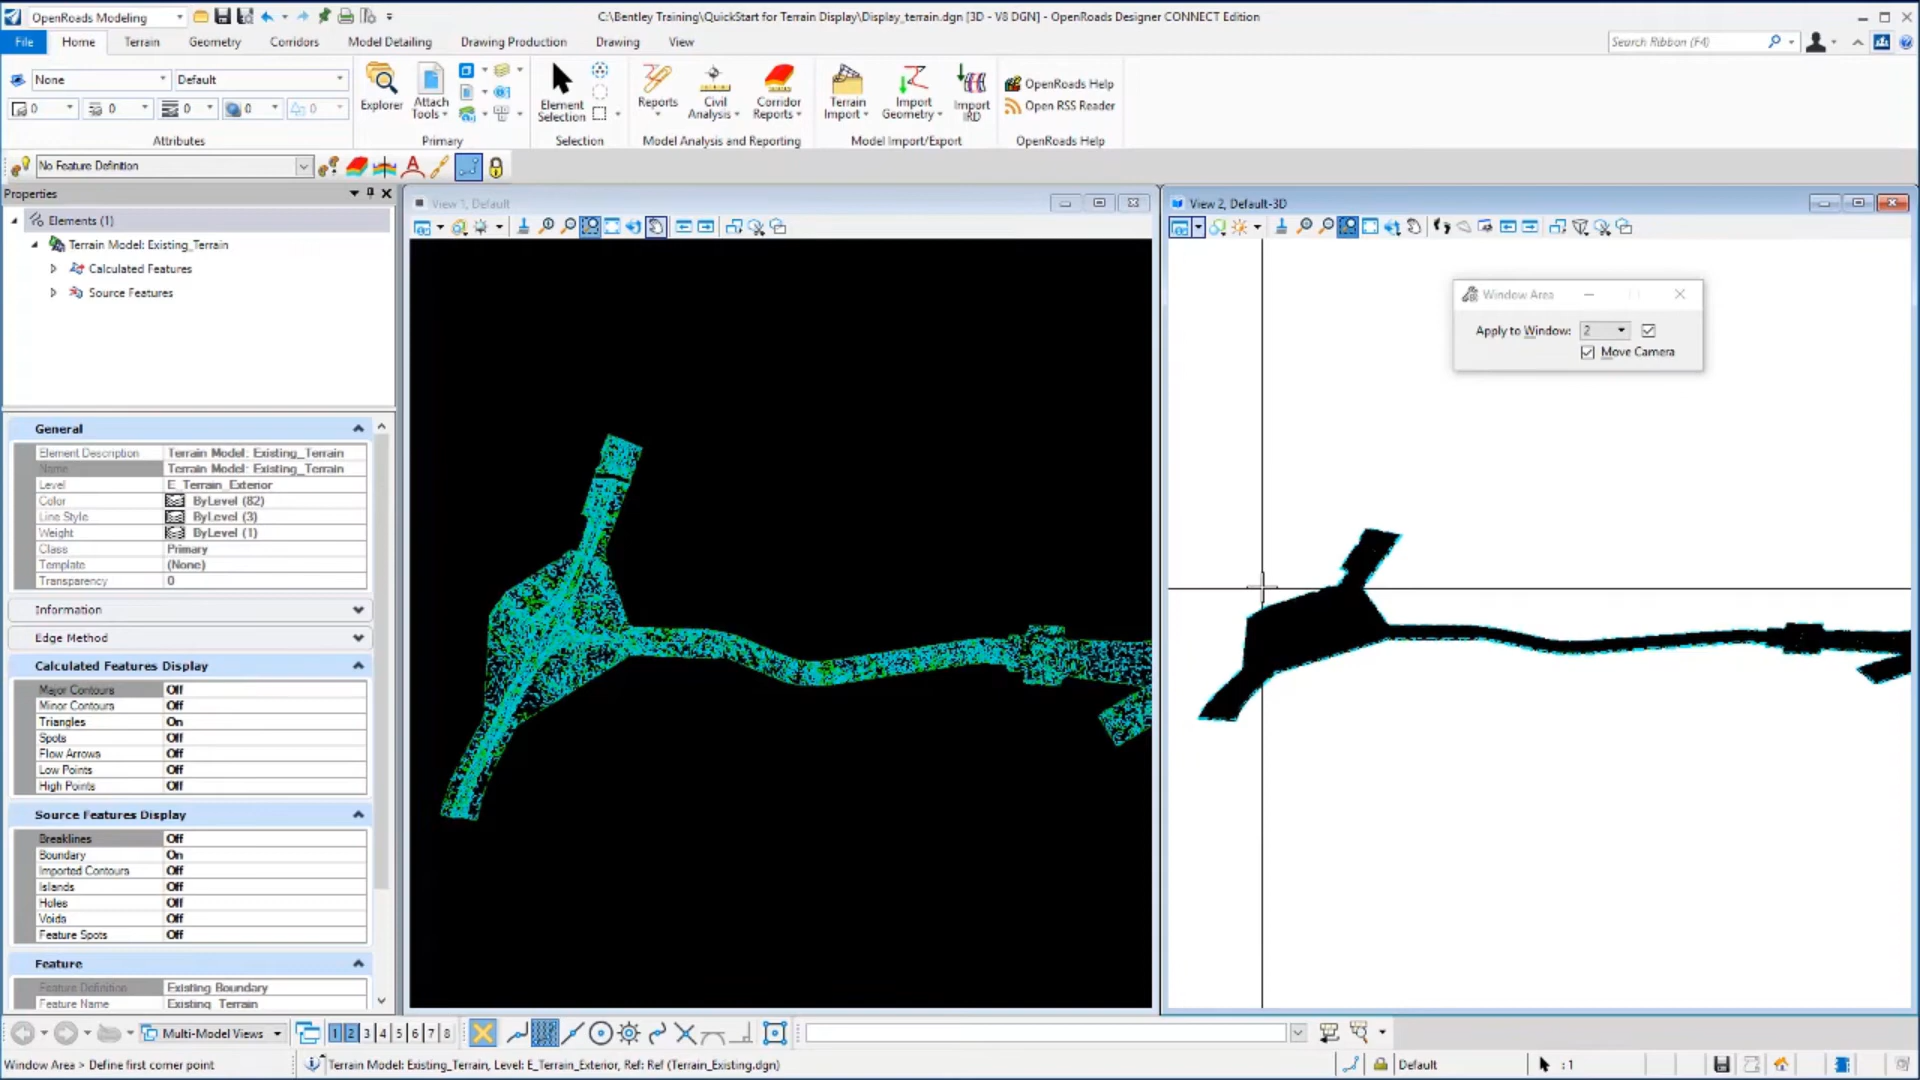 OpenRoads Modeling
C:\Bentley Training\QuickStart for Terrain Display\Display_terrain.dgn [3D - V8 DGN] - OpenRoads Designer CONNECT Edition
File Home Terrain Geometry Corridors Model Detailing Drawing Production Drawing View
Search Ribbon (F4)
None Default
0 0 0 0 0
Explorer
Attach Tools
Element Selection
Reports
Civil Analysis
Corridor Reports
Terrain Import
Import Geometry
Import IRD
OpenRoads Help
Open RSS Reader
Attributes Primary Selection Model Analysis and Reporting Model Import/Export OpenRoads Help
No Feature Definition
Properties
Elements (1)
Terrain Model: Existing_Terrain
Calculated Features
Source Features
General
Element Description Terrain Model: Existing_Terrain
Name Terrain Model: Existing_Terrain
Level E_Terrain_Exterior
Color ByLevel (82)
Line Style ByLevel (3)
Weight ByLevel (1)
Class Primary
Template (None)
Transparency 0
Information
Edge Method
Calculated Features Display
Major Contours Off
Minor Contours Off
Triangles On
Spots Off
Flow Arrows Off
Low Points Off
High Points Off
Source Features Display
Breaklines Off
Boundary On
Imported Contours Off
Islands Off
Holes Off
Voids Off
Feature Spots Off
Feature
Feature Definition Existing Boundary
Feature Name Existing_Terrain
View 1, Default
View 2, Default-3D
Window Area
Apply to Window: 2
Move Camera
Multi-Model Views 1 2 3 4 5 6 7 8
Window Area > Define first corner point
Terrain Model: Existing_Terrain, Level: E_Terrain_Exterior, Ref: Ref (Terrain_Existing.dgn)
Default
: 1